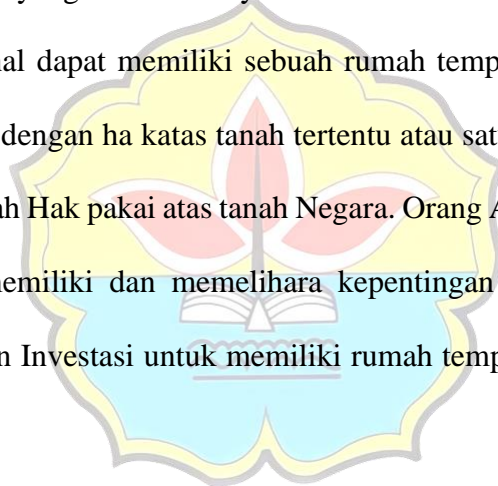 al dapat memiliki sebuah rumah temp
dengan ha katas tanah tertentu atau sat
ah Hak pakai atas tanah Negara. Orang A
emiliki dan memelihara kepentingan
n Investasi untuk memiliki rumah temp